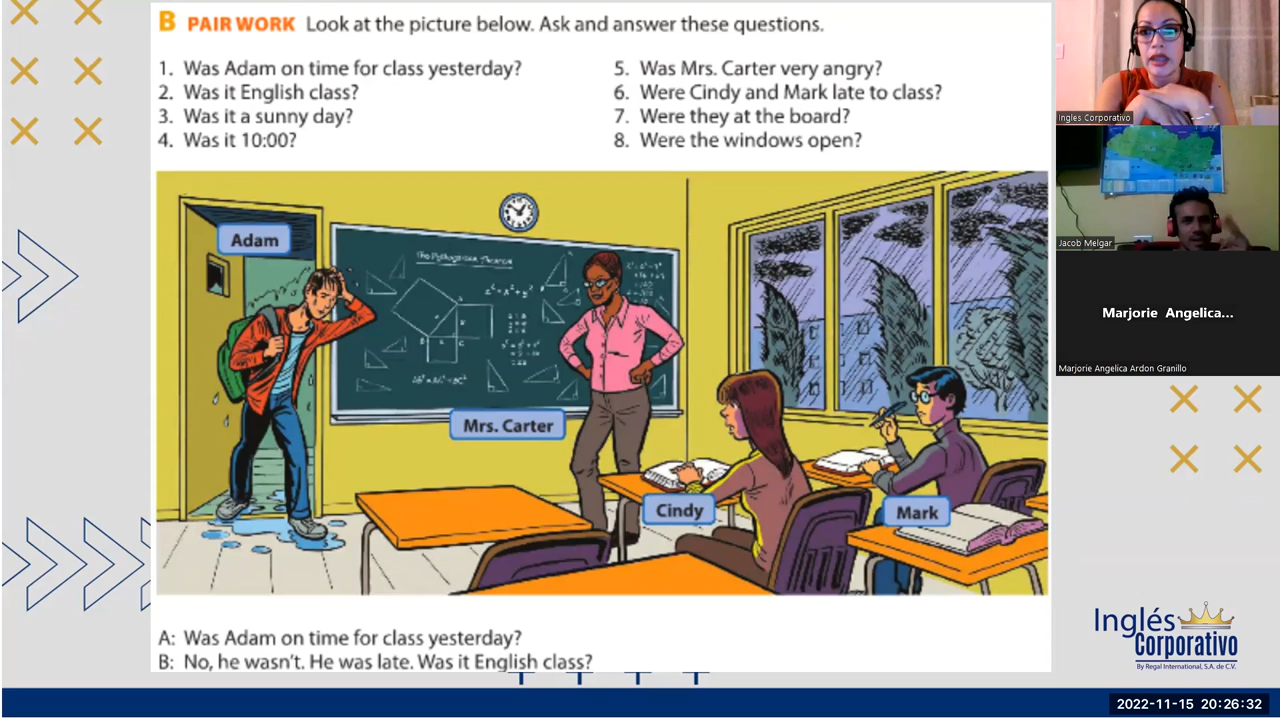 B PAIR WORK Look at the picture below. Ask and answer these questions.
1. Was Adam on time for class yesterday?
2. Was it English class?
3. Was it a sunny day?
4. Was it 10:00?
5. Was Mrs. Carter very angry?
6. Were Cindy and Mark late to class?
7. Were they at the board?
8. Were the windows open?
Adam
The Pythagorean Theorem
Mrs. Carter
Cindy
Mark
A: Was Adam on time for class yesterday?
B: No, he wasn't. He was late. Was it English class?
Ingles Corporativo
Jacob Melgar
Marjorie Angelica...
Marjorie Angelica Ardon Granillo
Inglés
Corporativo
By Regal International, S.A. de C.V.
2022-11-15 20:26:32